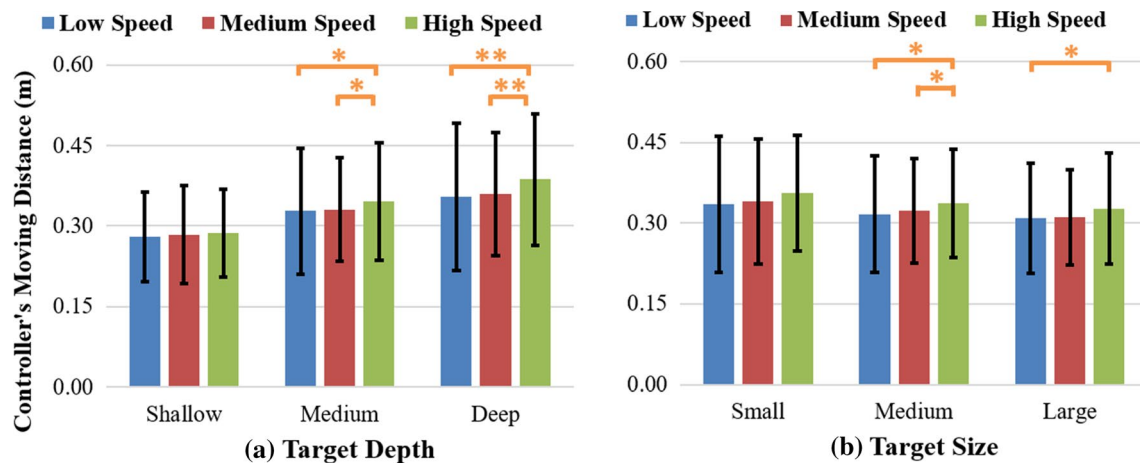 Low Speed Medium Speed High Speed
Controller's Moving Distance (m)
0.60
**
*
*
**
0.45
0.30
0.15
0.00
Shallow Medium Deep
(a) Target Depth
Low Speed Medium Speed High Speed
0.60
*
*
*
0.45
0.30
0.15
0.00
Small Medium Large
(b) Target Size